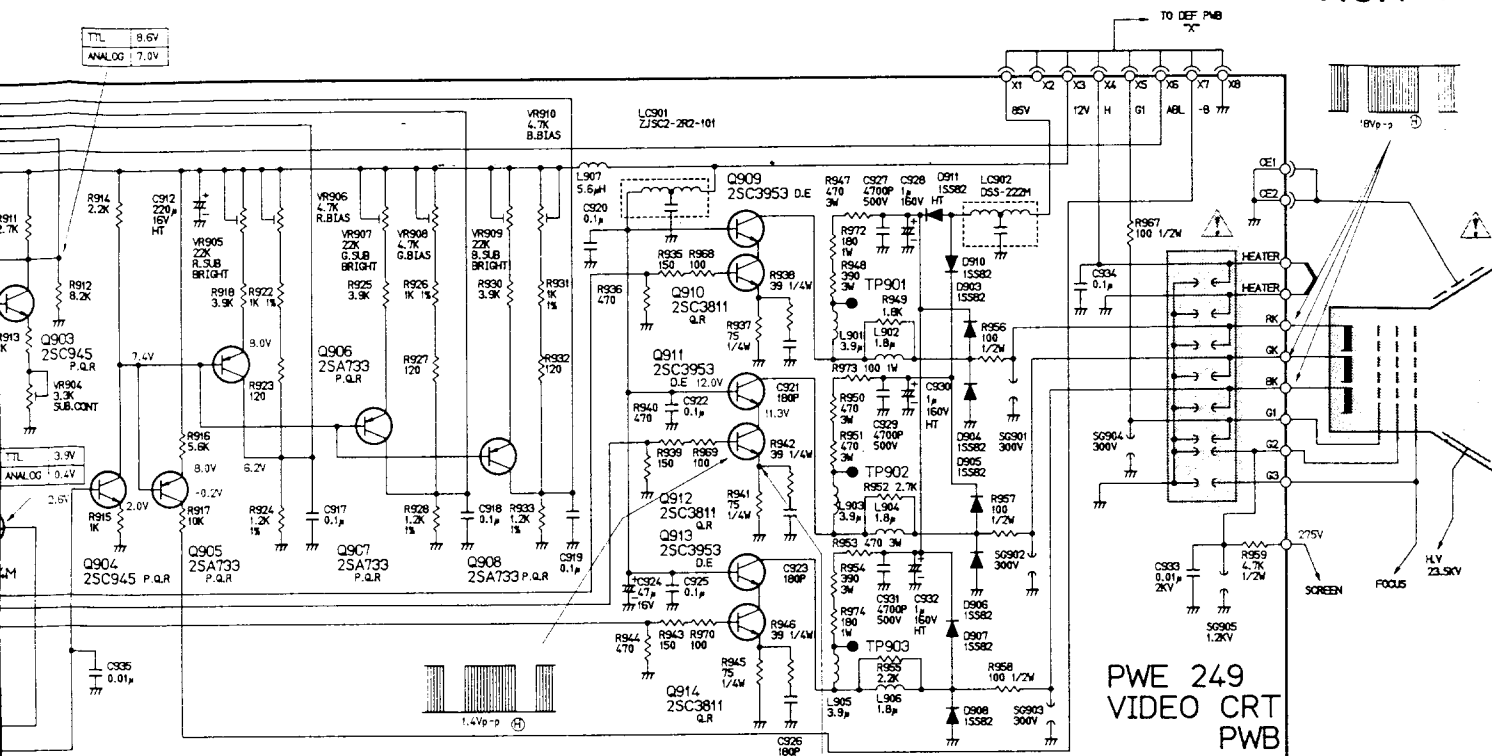 TO DEF PWB
"X"
TTL 8.6V
ANALOG 7.0V
X1 X2 X3 X4 X5 X6 X7 X8
85V 12V H G1 ABL -B
18Vp-p (H)
VR910
4.7K
B.BIAS
LC901
ZJSC2-2R2-101
L907
5.6μH
C920
0.1μ
R914
2.2K
C912
220μ
16V
HT
VR905
22K
R.SUB
BRIGHT
VR906
4.7K
R.BIAS
VR907
22K
G.SUB
BRIGHT
VR908
4.7K
G.BIAS
VR909
22K
B.SUB
BRIGHT
R911
2.7K
R912
8.2K
R913
Q903
2SC945
P.Q.R
VR904
3.3K
SUB.CONT
TTL 3.9V
ANALOG 0.4V
2.6V
7.4V
8.0V
R918
3.9K
R922
1K 1%
R925
3.9K
R926
1K 1%
R930
3.9K
R931
1K
1%
Q906
2SA733
P.Q.R
R923
120
R927
120
R932
120
R916
5.6K
8.0V
-0.2V
6.2V
2.0V
R915
1K
R917
10K
Q904
2SC945 P.Q.R
Q905
2SA733
P.Q.R
R924
1.2K
1%
C917
0.1μ
Q907
2SA733
P.Q.R
R928
1.2K
1%
C918
0.1μ
R933
1.2K
1%
C919
0.1μ
Q908
2SA733 P.Q.R
C935
0.01μ
1.4Vp-p (H)
Q909
2SC3953 D.E
R935
150
R968
100
R936
470
Q910
2SC3811
Q.R
R938
39 1/4W
R937
75
1/4W
Q911
2SC3953
D.E 12.0V
C921
180P
11.3V
R940
470
C922
0.1μ
R939
150
R969
100
R942
39 1/4W
R941
75
1/4W
Q912
2SC3811
Q.R
Q913
2SC3953
D.E
C923
180P
C924
47μ
16V
C925
0.1μ
R944
470
R943
150
R970
100
R946
39 1/4W
R945
75
1/4W
Q914
2SC3811
Q.R
C926
180P
R947
470
3W
C927
4700P
500V
C928
1μ
160V
HT
D911
1SS82
LC902
DSS-222M
R972
180
1W
R948
390
3W
D910
1SS82
D903
1SS82
TP901
R949
1.8K
L901
3.9μ
L902
1.8μ
R956
100
1/2W
R973
100 1W
R950
470
3W
C929
4700P
500V
C930
1μ
160V
HT
R951
470
3W
D904
1SS82
D905
1SS82
SG901
300V
TP902
R952 2.7K
L903
3.9μ
L904
1.8μ
R957
100
1/2W
R953
470 3W
R954
390
3W
C931
4700P
500V
C932
1μ
160V
HT
SG902
300V
D906
1SS82
R974
180
1W
D907
1SS82
TP903
R955
2.2K
L905
3.9μ
L906
1.8μ
R958
100 1/2W
D908
1SS82
SG903
300V
R967
100 1/2W
C934
0.1μ
SG904
300V
CE1
CE2
HEATER
HEATER
RK
GK
BK
G1
G2
G3
275V
C933
0.01μ
2KV
R959
4.7K
1/2W
SG905
1.2KV
SCREEN
FOCUS
H.V
23.5KV
PWE 249
VIDEO CRT
PWB